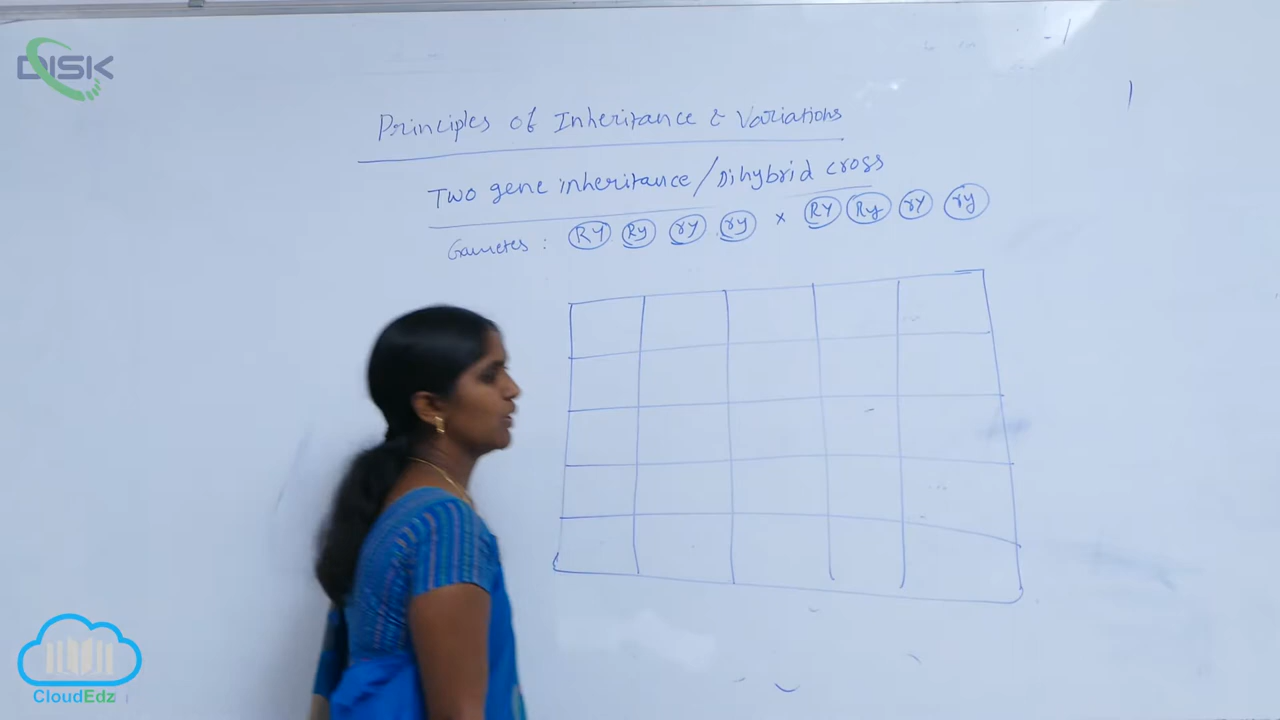 DISK
Principles of Inheritance & Variations
Two gene inheritance / Dihybrid cross
Gametes : RY Ry rY ry × RY Ry rY ry
CloudEdz